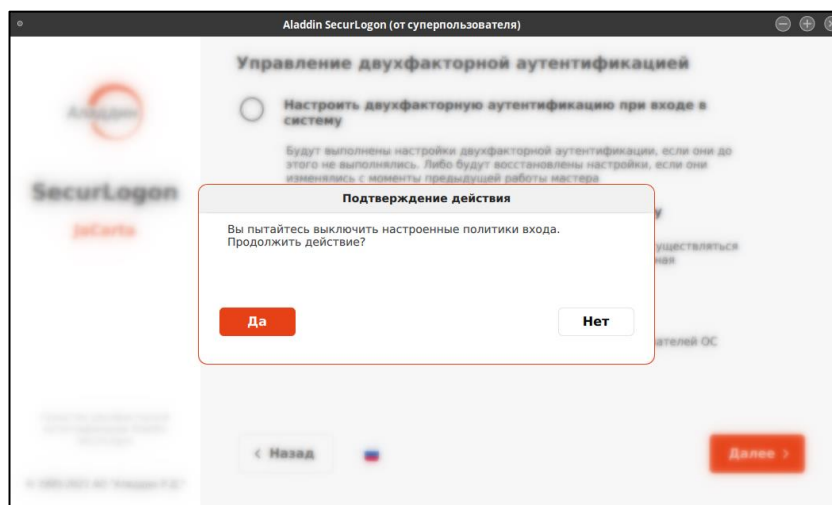 Aladdin SecurLogon (от суперпользователя)
Управление двухфакторной аутентификацией
Настроить двухфакторную аутентификацию при входе в
систему
Будут выполнены настройки двухфакторной аутентификации, если они до
этого не выполнялись. Либо будут восстановлены настройки, если они
изменялись с моменты предыдущей работы мастера
Аладдин
SecurLogon
JaCarta
Подтверждение действия
Вы пытайтесь выключить настроенные политики входа.
Продолжить действие?
Да
Нет
ОС
< Назад
Далее >